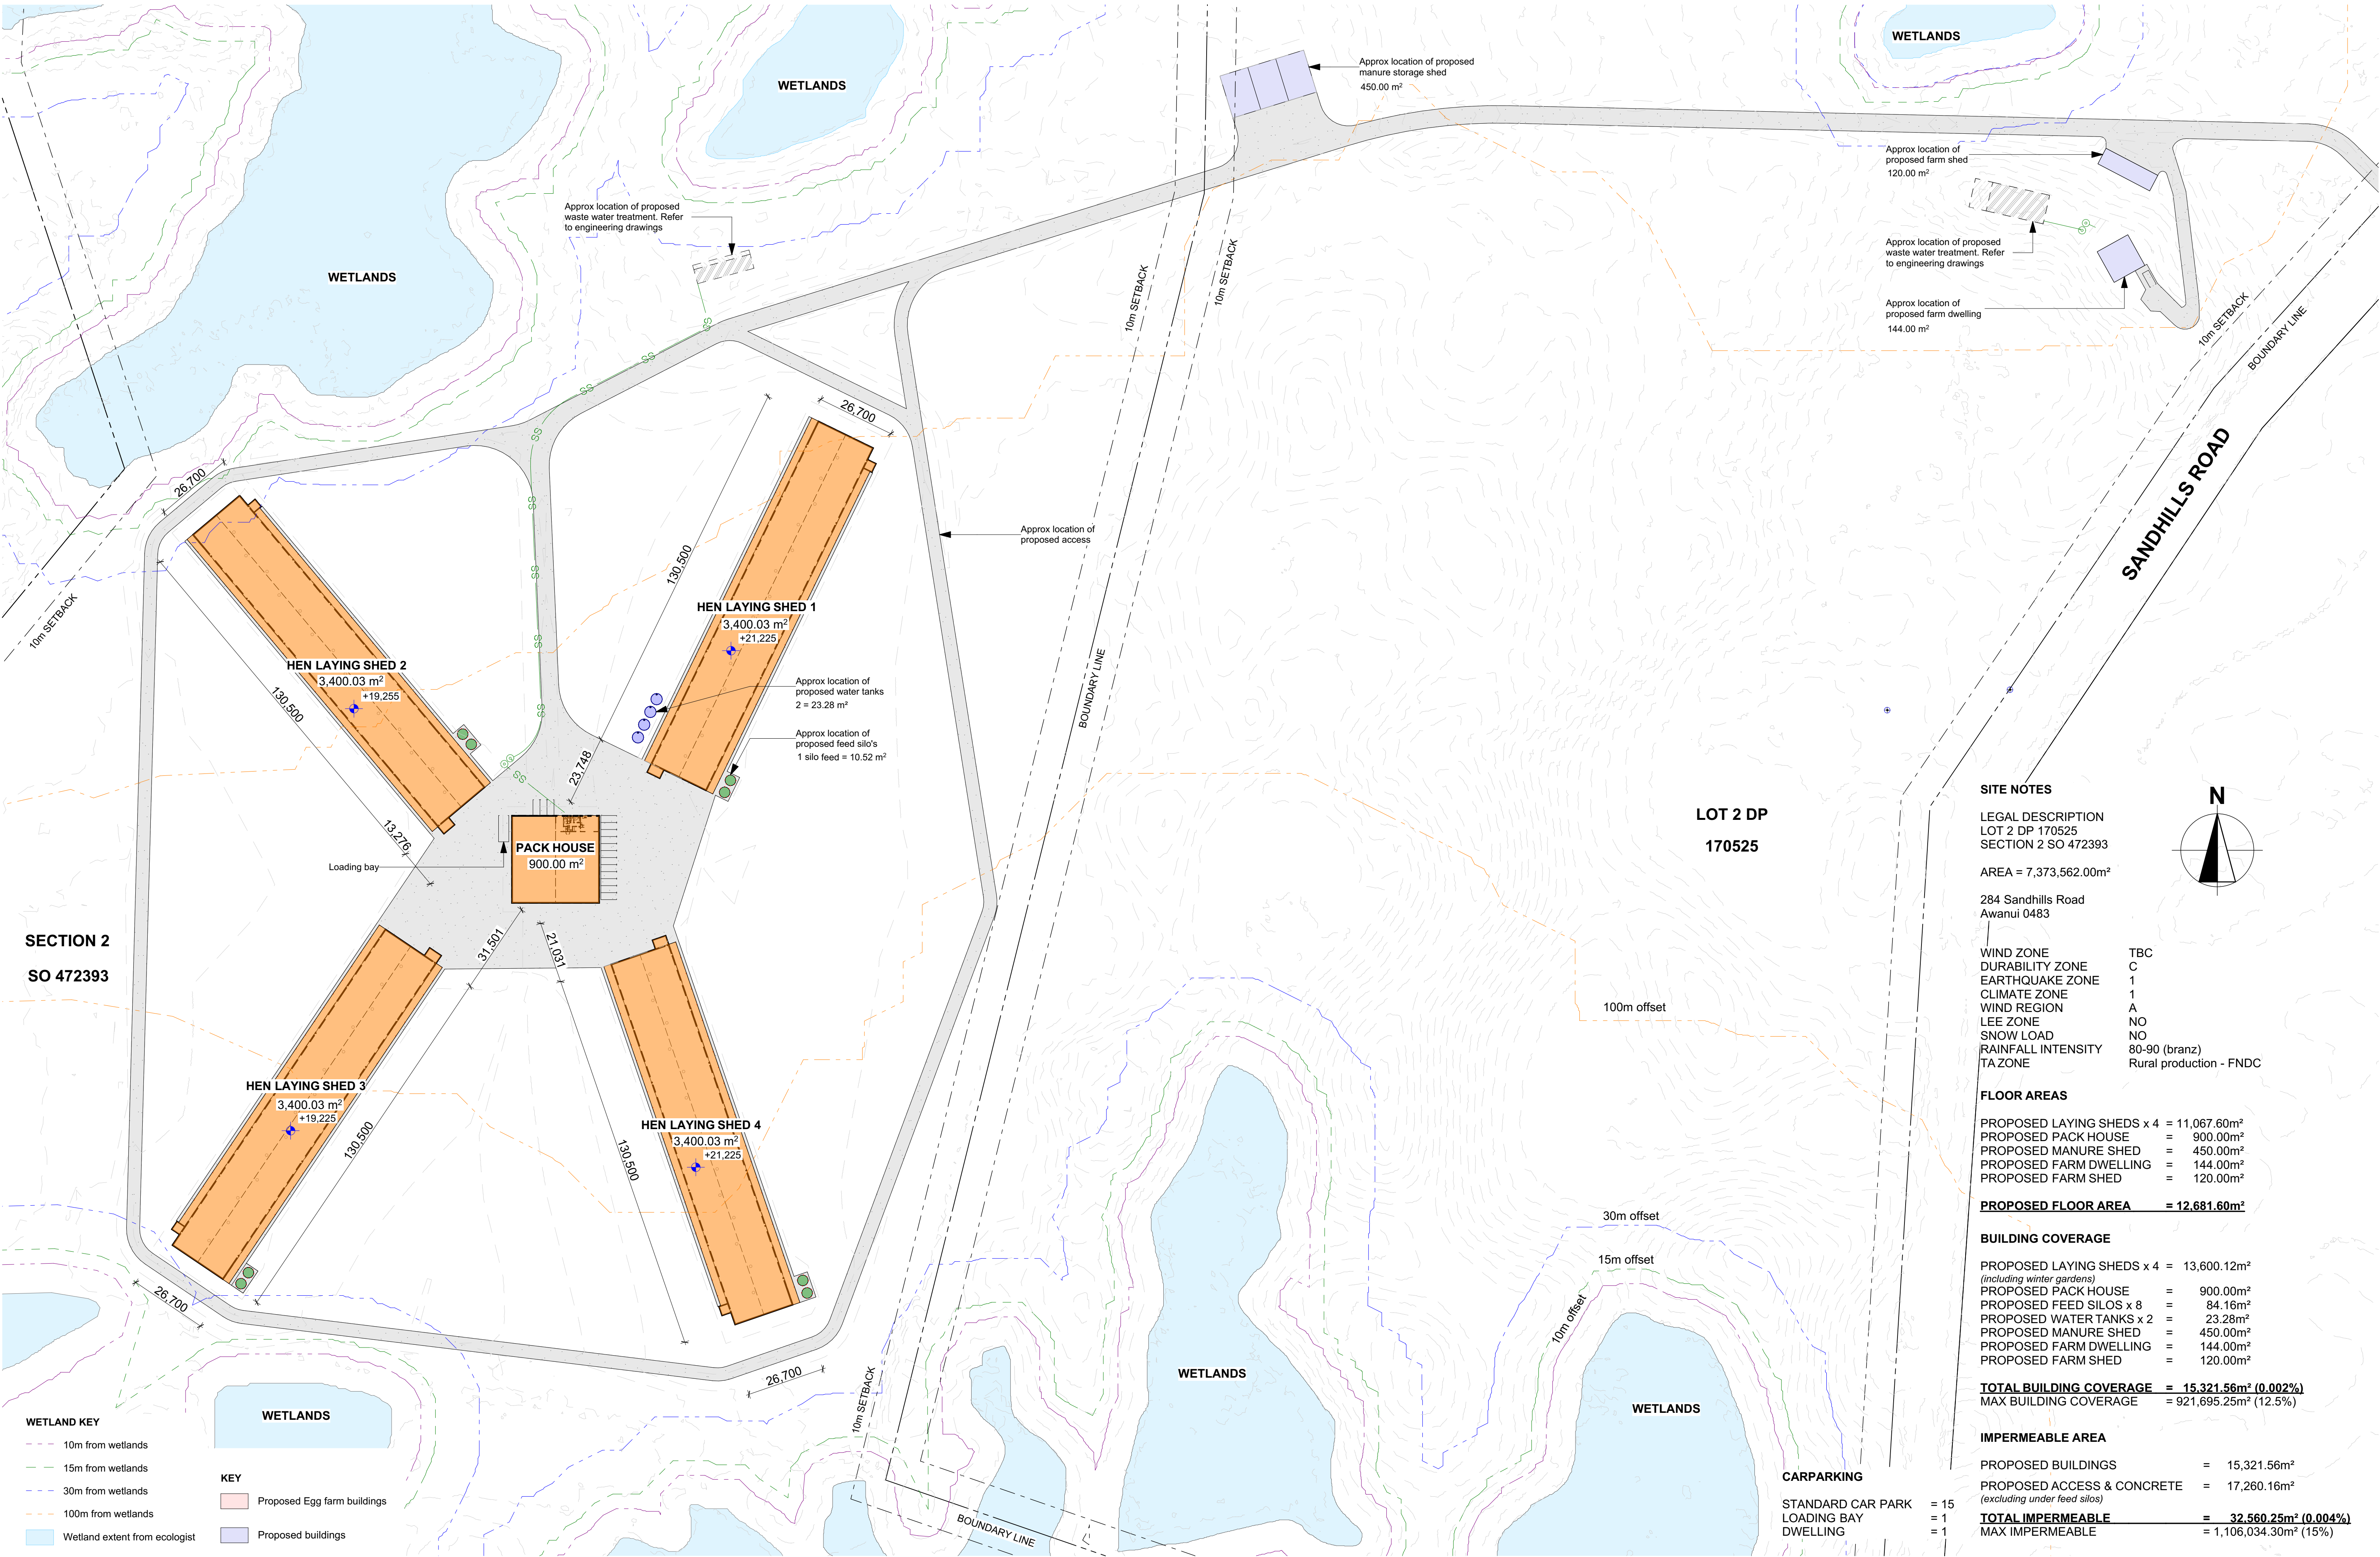 WETLANDS
WETLANDS
WETLANDS
Approx location of proposed
manure storage shed
450.00 m²
Approx location of
proposed farm shed
120.00 m²
Approx location of proposed
waste water treatment. Refer
to engineering drawings
Approx location of proposed
waste water treatment. Refer
to engineering drawings
Approx location of
proposed farm dwelling
144.00 m²
10m SETBACK
10m SETBACK
10m SETBACK
BOUNDARY LINE
SANDHILLS ROAD
SS
SS
SS
SS
SS
SS
SS
SS
SS
26,700
26,700
130,500
Approx location of
proposed access
10m SETBACK
HEN LAYING SHED 1
3,400.03 m²
+21,225
HEN LAYING SHED 2
3,400.03 m²
+19,255
130,500
Approx location of
proposed water tanks
2 = 23.28 m²
Approx location of
proposed feed silo's
1 silo feed = 10.52 m²
BOUNDARY LINE
23,748
13,276
Loading bay
PACK HOUSE
900.00 m²
31,501
21,031
SECTION 2
SO 472393
LOT 2 DP
170525
HEN LAYING SHED 3
3,400.03 m²
+19,225
130,500
HEN LAYING SHED 4
3,400.03 m²
+21,225
130,500
26,700
26,700
100m offset
30m offset
15m offset
10m offset
10m SETBACK
BOUNDARY LINE
WETLANDS
WETLANDS
WETLANDS
N
SITE NOTES
LEGAL DESCRIPTION
LOT 2 DP 170525
SECTION 2 SO 472393
AREA = 7,373,562.00m²
284 Sandhills Road
Awanui 0483
WIND ZONE TBC
DURABILITY ZONE C
EARTHQUAKE ZONE 1
CLIMATE ZONE 1
WIND REGION A
LEE ZONE NO
SNOW LOAD NO
RAINFALL INTENSITY 80-90 (branz)
TA ZONE Rural production - FNDC
FLOOR AREAS
PROPOSED LAYING SHEDS x 4 = 11,067.60m²
PROPOSED PACK HOUSE = 900.00m²
PROPOSED MANURE SHED = 450.00m²
PROPOSED FARM DWELLING = 144.00m²
PROPOSED FARM SHED = 120.00m²
PROPOSED FLOOR AREA = 12,681.60m²
BUILDING COVERAGE
PROPOSED LAYING SHEDS x 4 = 13,600.12m²
(including winter gardens)
PROPOSED PACK HOUSE = 900.00m²
PROPOSED FEED SILOS x 8 = 84.16m²
PROPOSED WATER TANKS x 2 = 23.28m²
PROPOSED MANURE SHED = 450.00m²
PROPOSED FARM DWELLING = 144.00m²
PROPOSED FARM SHED = 120.00m²
TOTAL BUILDING COVERAGE = 15,321.56m² (0.002%)
MAX BUILDING COVERAGE = 921,695.25m² (12.5%)
IMPERMEABLE AREA
PROPOSED BUILDINGS = 15,321.56m²
PROPOSED ACCESS & CONCRETE = 17,260.16m²
(excluding under feed silos)
TOTAL IMPERMEABLE = 32,560.25m² (0.004%)
MAX IMPERMEABLE = 1,106,034.30m² (15%)
CARPARKING
STANDARD CAR PARK = 15
LOADING BAY = 1
DWELLING = 1
WETLAND KEY
10m from wetlands
15m from wetlands
30m from wetlands
100m from wetlands
Wetland extent from ecologist
KEY
Proposed Egg farm buildings
Proposed buildings